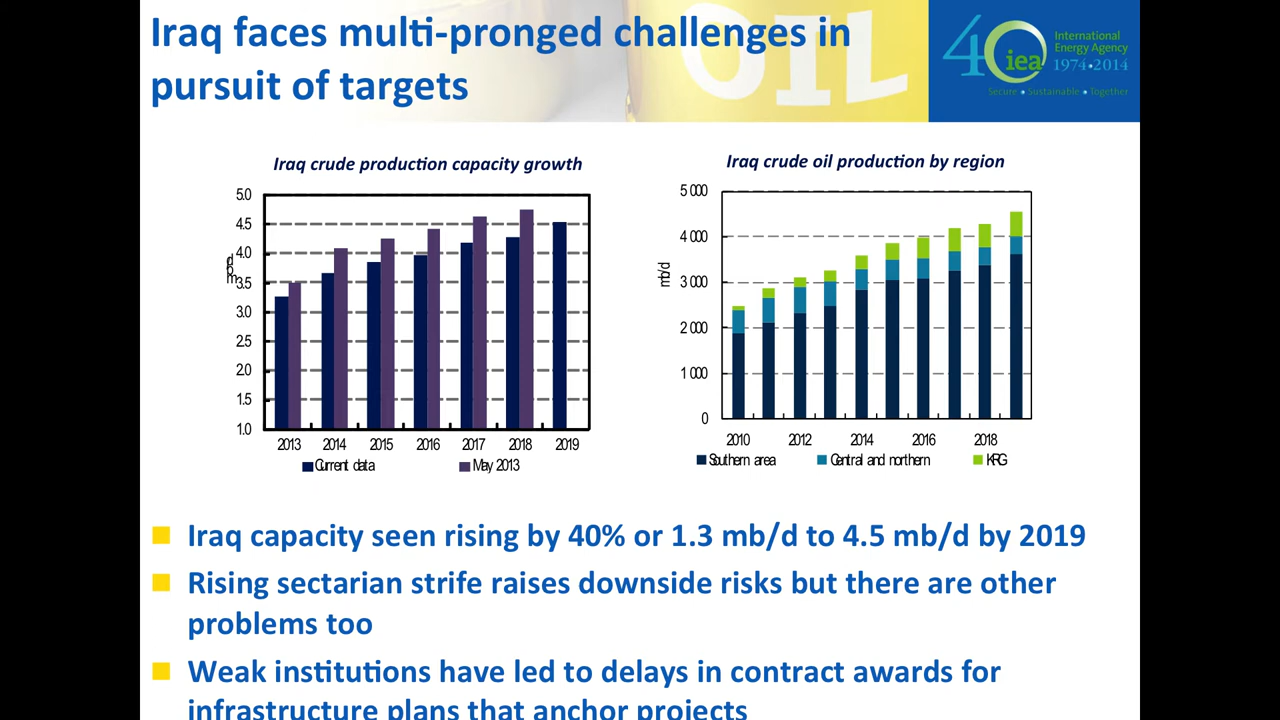 Iraq faces multi-pronged challenges in
pursuit of targets
OIL
40
iea
International
Energy Agency
1974•2014
Secure • Sustainable • Together
Iraq crude production capacity growth
5.0
4.5
4.0
3.5
3.0
2.5
2.0
1.5
1.0
2013 2014 2015 2016 2017 2018 2019
Current data May 2013
Iraq crude oil production by region
mb/d
5 000
4 000
3 000
2 000
1 000
0
2010 2012 2014 2016 2018
Southern area Central and northern KRG
Iraq capacity seen rising by 40% or 1.3 mb/d to 4.5 mb/d by 2019
Rising sectarian strife raises downside risks but there are other
problems too
Weak institutions have led to delays in contract awards for
infrastructure plans that anchor projects